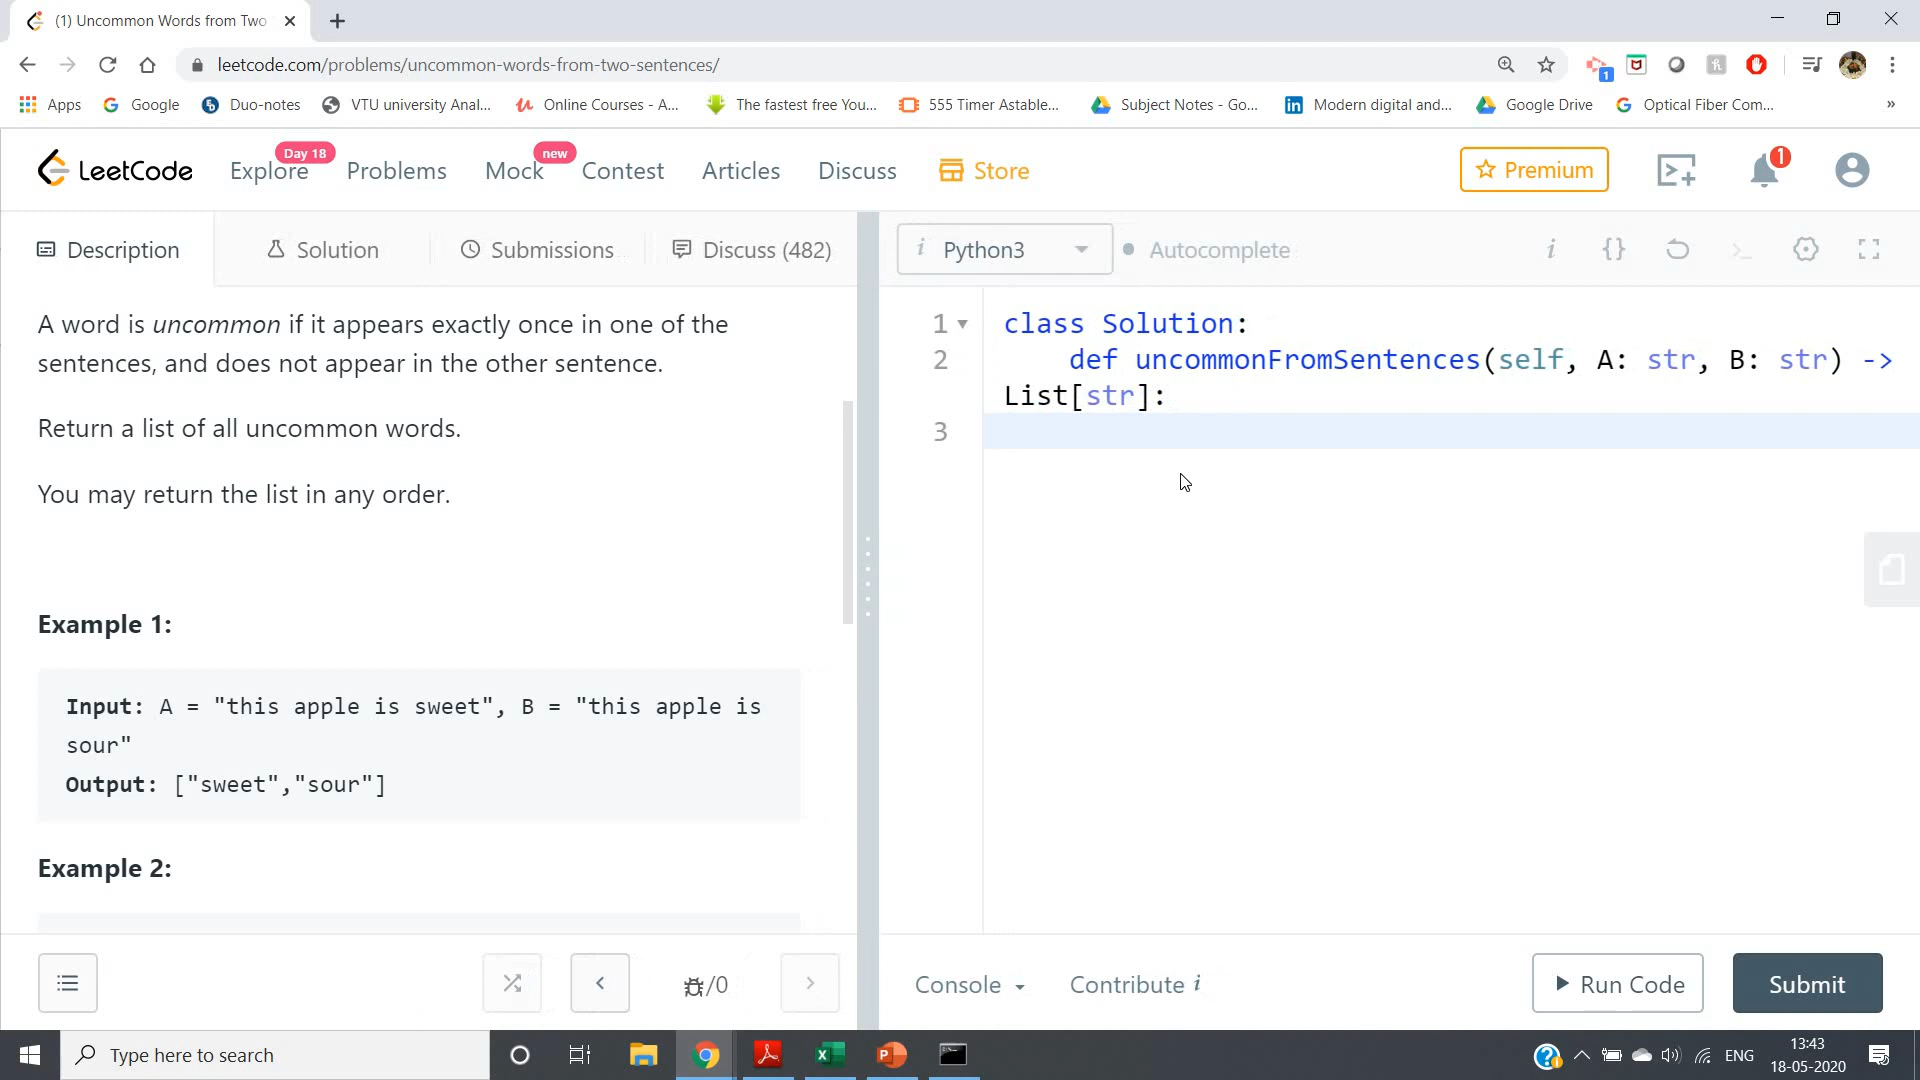 (1) Uncommon Words from Two
leetcode.com/problems/uncommon-words-from-two-sentences/
1
Apps Google Duo-notes VTU university Anal... Online Courses - A... The fastest free You... 555 Timer Astable... Subject Notes - Go... Modern digital and... Google Drive Optical Fiber Com... »
LeetCode Explore Day 18 Problems Mock new Contest Articles Discuss Store Premium 1
Description Solution Submissions Discuss (482)
A word is uncommon if it appears exactly once in one of the
sentences, and does not appear in the other sentence.
Return a list of all uncommon words.
You may return the list in any order.
Example 1:
Input: A = "this apple is sweet", B = "this apple is
sour"
Output: ["sweet","sour"]
Example 2:
/0
i Python3 Autocomplete i {}
1 class Solution:
2     def uncommonFromSentences(self, A: str, B: str) ->
List[str]:
3
Console Contribute i Run Code Submit
Type here to search
ENG 13:43
18-05-2020